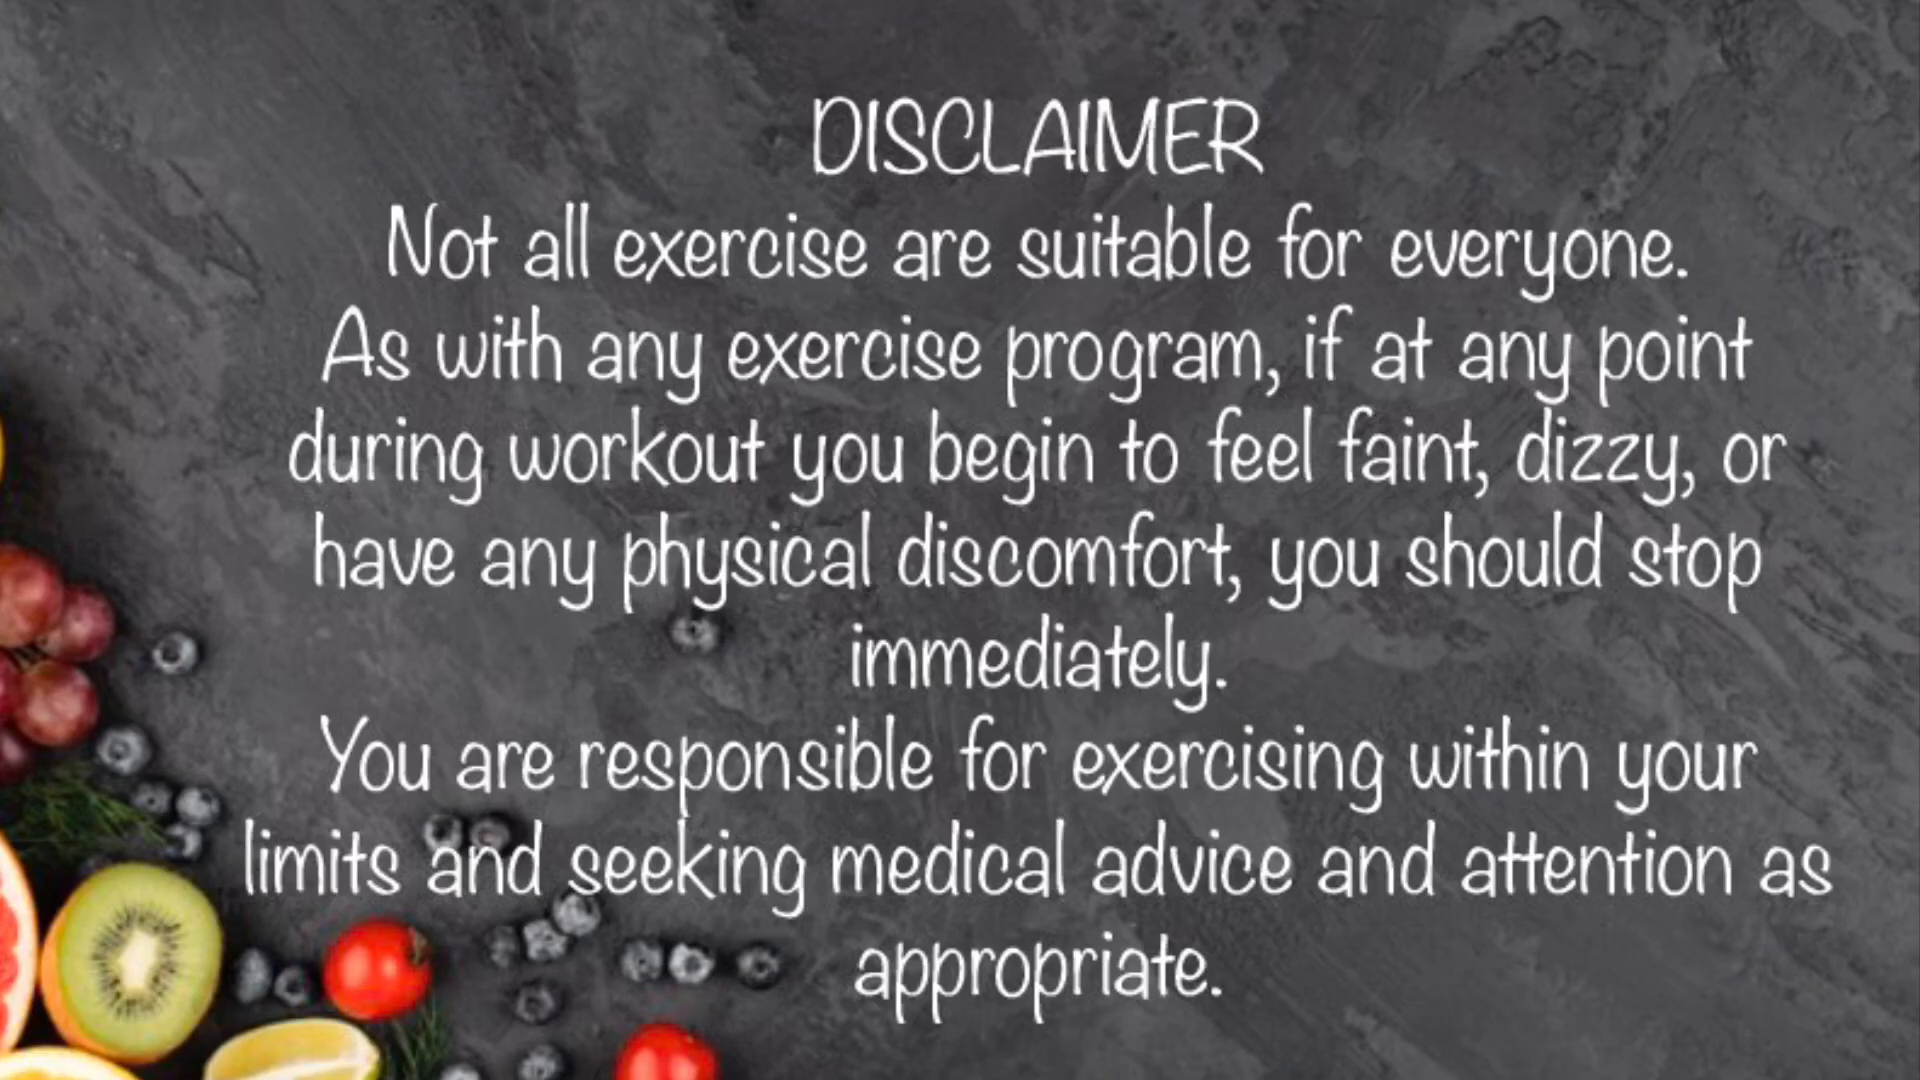 DISCLAIMER
Not all exercise are suitable for everyone.
As with any exercise program, if at any point
during workout you begin to feel faint, dizzy, or
have any physical discomfort, you should stop
immediately.
You are responsible for exercising within your
limits and seeking medical advice and attention as
appropriate.